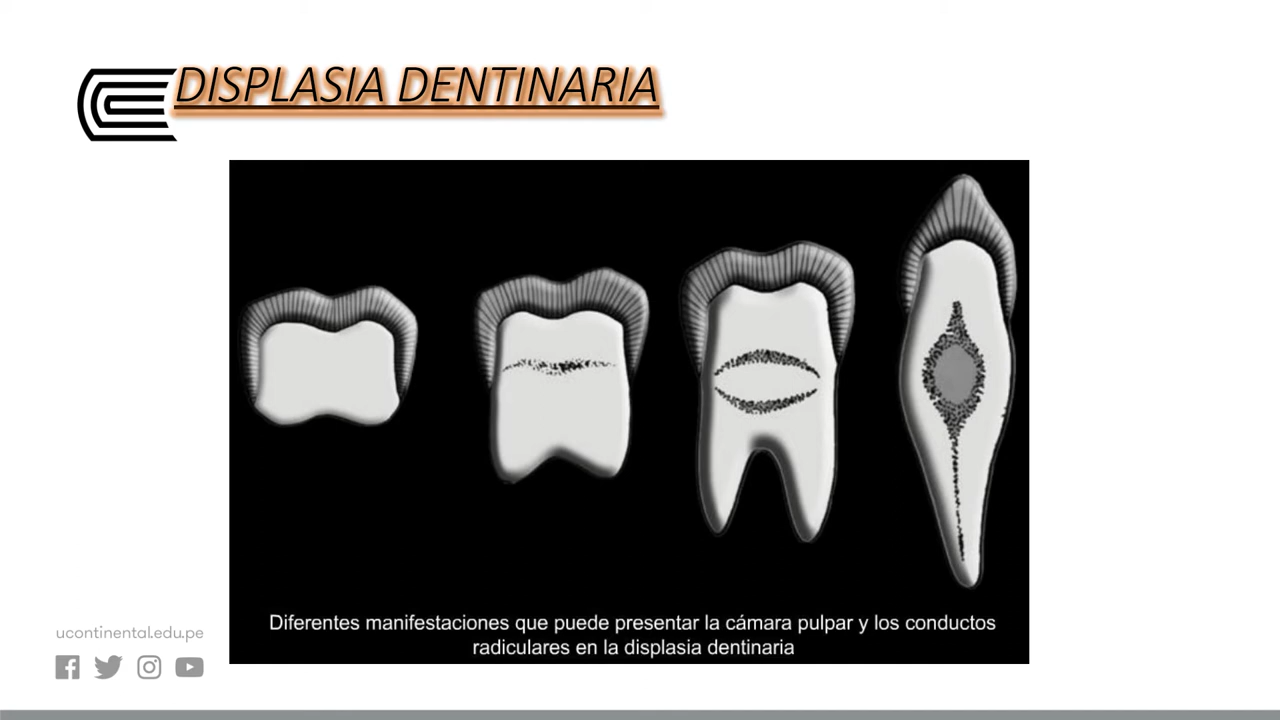 DISPLASIA DENTINARIA
Diferentes manifestaciones que puede presentar la cámara pulpar y los conductos
radiculares en la displasia dentinaria
ucontinental.edu.pe